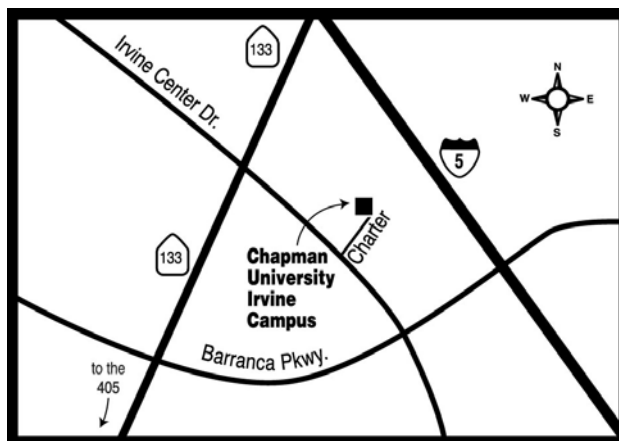 133
Irvine Center Dr.
N
W E
S
5
Charter
133
Chapman
University
Irvine
Campus
Barranca Pkwy.
to the
405